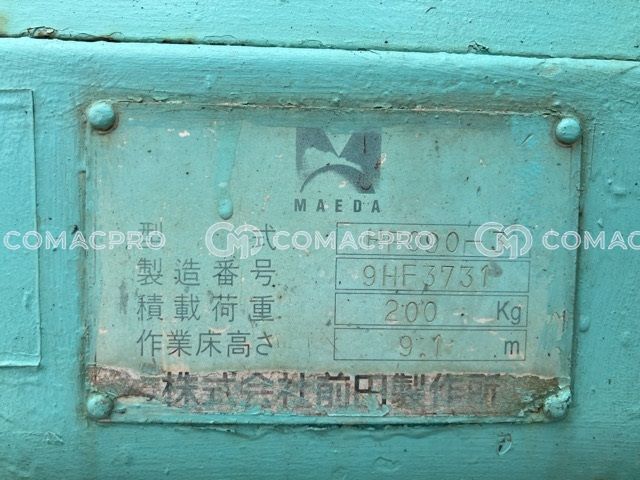 MAEDA
型式
COMACPRO COMACPRO COMACPRO
製造番号 9HF3731
積載荷重 200 Kg
作業床高さ 9.1 m
株式会社前田製作所